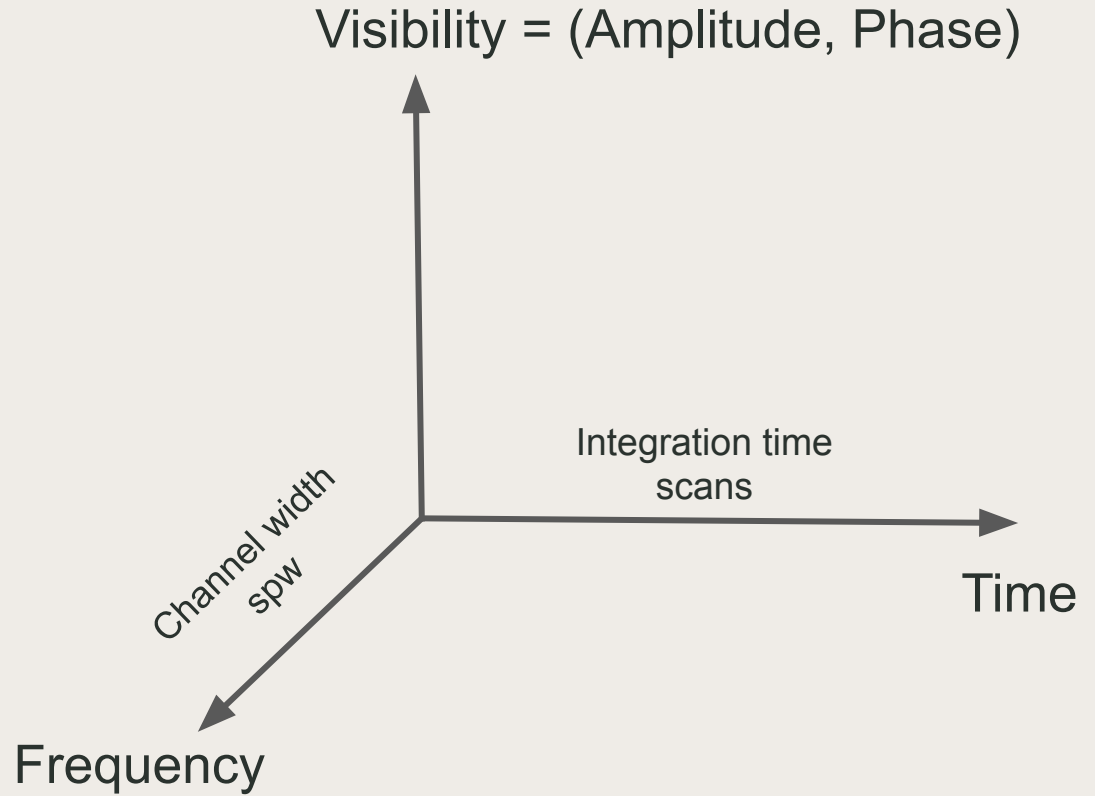 Visibility = (Amplitude, Phase)
Integration time
scans
Channel width
spw
Time
Frequency